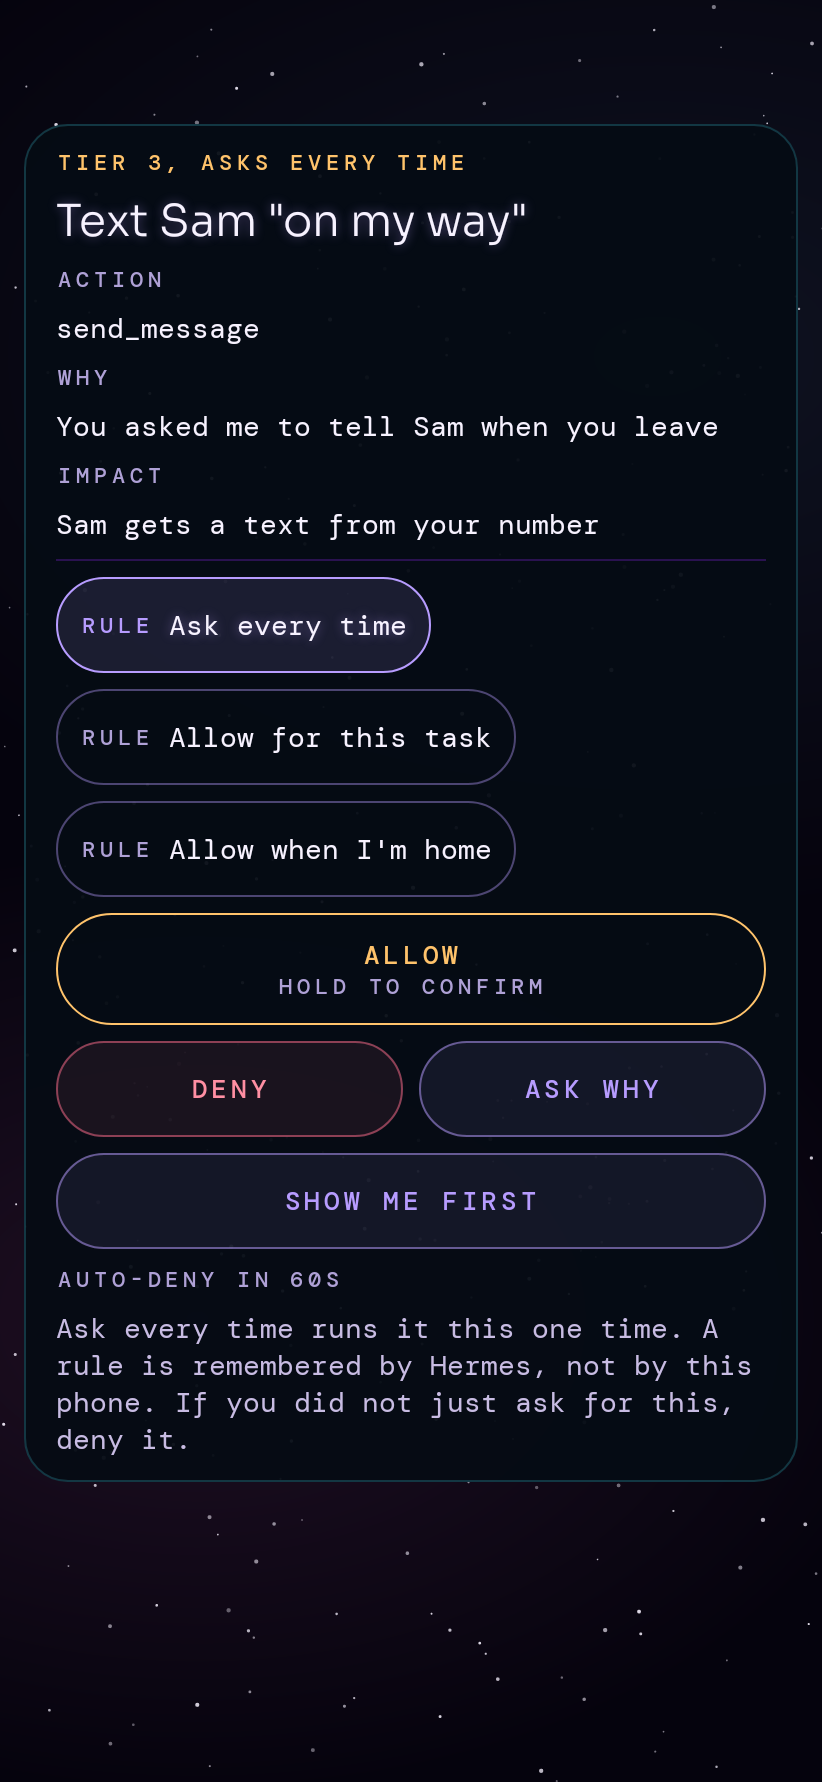 TIER 3, ASKS EVERY TIME
Text Sam "on my way"
ACTION
send_message
WHY
You asked me to tell Sam when you leave
IMPACT
Sam gets a text from your number
RULE Ask every time
RULE Allow for this task
RULE Allow when I'm home
ALLOW
HOLD TO CONFIRM
DENY
ASK WHY
SHOW ME FIRST
AUTO-DENY IN 60S
Ask every time runs it this one time. A
rule is remembered by Hermes, not by this
phone. If you did not just ask for this,
deny it.